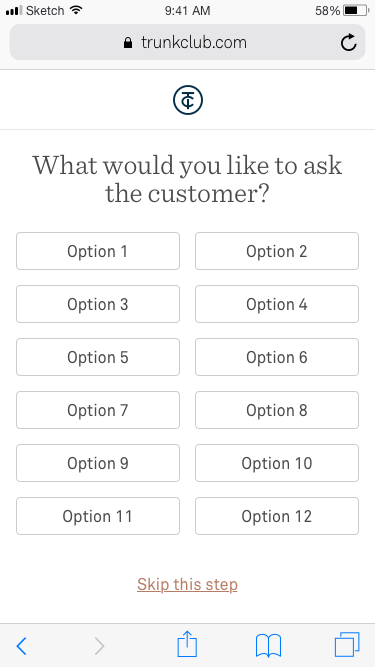 Sketch 9:41 AM 58%
trunkclub.com
What would you like to ask
the customer?
Option 1 Option 2
Option 3 Option 4
Option 5 Option 6
Option 7 Option 8
Option 9 Option 10
Option 11 Option 12
Skip this step